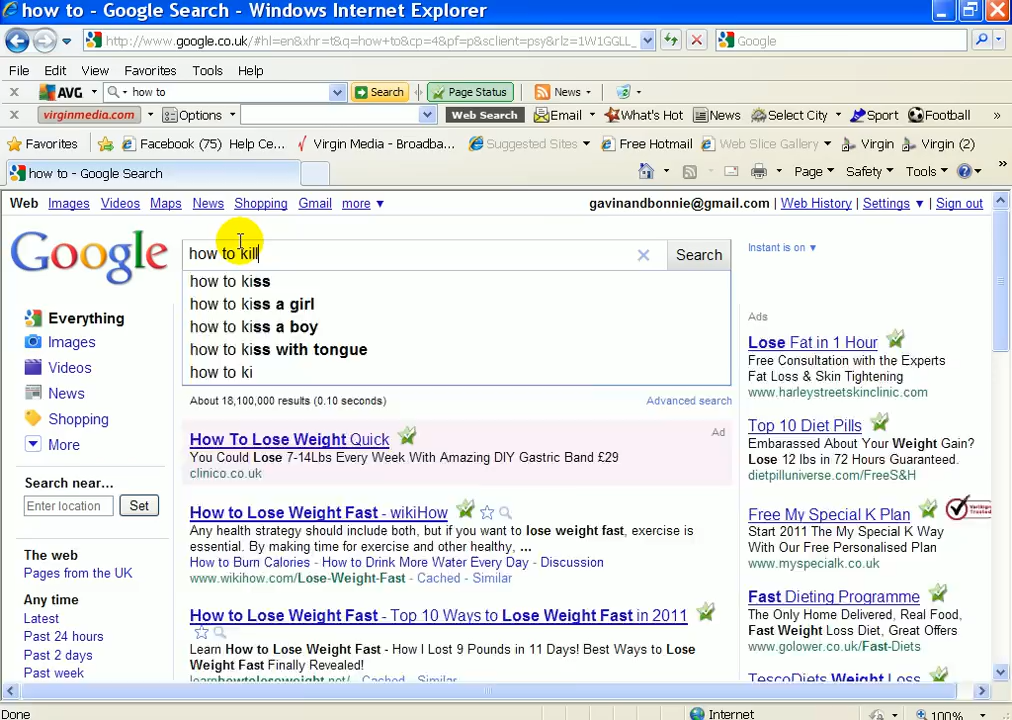 how to - Google Search - Windows Internet Explorer
http://www.google.co.uk/#hl=en&xhr=t&q=how+to&cp=4&pf=p&sclient=psy&rlz=1W1GGLL_ Google
File Edit View Favorites Tools Help
AVG how to Search Page Status News
virginmedia.com Options Web Search Email What's Hot News Select City Sport Football »
Favorites Facebook (75) Help Ce... Virgin Media - Broadba... Suggested Sites Free Hotmail Web Slice Gallery Virgin Virgin (2)
how to - Google Search Page Safety Tools »
Web Images Videos Maps News Shopping Gmail more gavinandbonnie@gmail.com | Web History | Settings | Sign out
Google how to kill Search Instant is on
how to kiss
how to kiss a girl
how to kiss a boy
how to kiss with tongue
how to ki
Everything
Images
Videos
News
Shopping
More
Search near...
Enter location Set
The web
Pages from the UK
Any time
Latest
Past 24 hours
Past 2 days
Past week
About 18,100,000 results (0.10 seconds) Advanced search
How To Lose Weight Quick Ad
You Could Lose 7-14Lbs Every Week With Amazing DIY Gastric Band £29
clinico.co.uk
How to Lose Weight Fast - wikiHow
Any health strategy should include both, but if you want to lose weight fast, exercise is
essential. By making time for exercise and other healthy, ...
How to Burn Calories - How to Drink More Water Every Day - Discussion
www.wikihow.com/Lose-Weight-Fast - Cached - Similar
How to Lose Weight Fast - Top 10 Ways to Lose Weight Fast in 2011
Learn How to Lose Weight Fast - How I Lost 9 Pounds in 11 Days! Best Ways to Lose
Weight Fast Finally Revealed!
learnhowtoloseweight.net/ - Cached - Similar
Ads
Lose Fat in 1 Hour
Free Consultation with the Experts
Fat Loss & Skin Tightening
www.harleystreetskinclinic.com
Top 10 Diet Pills
Embarrassed About Your Weight Gain?
Lose 12 lbs in 72 Hours Guaranteed.
dietpilluniverse.com/FreeS&H
Free My Special K Plan
Start 2011 The My Special K Way
With Our Free Personalised Plan
www.myspecialk.co.uk
Fast Dieting Programme
The Only Home Delivered, Real Food,
Fast Weight Loss Diet, Great Offers
www.golower.co.uk/Fast-Diets
TescoDiets Weight Loss
Done Internet 100%